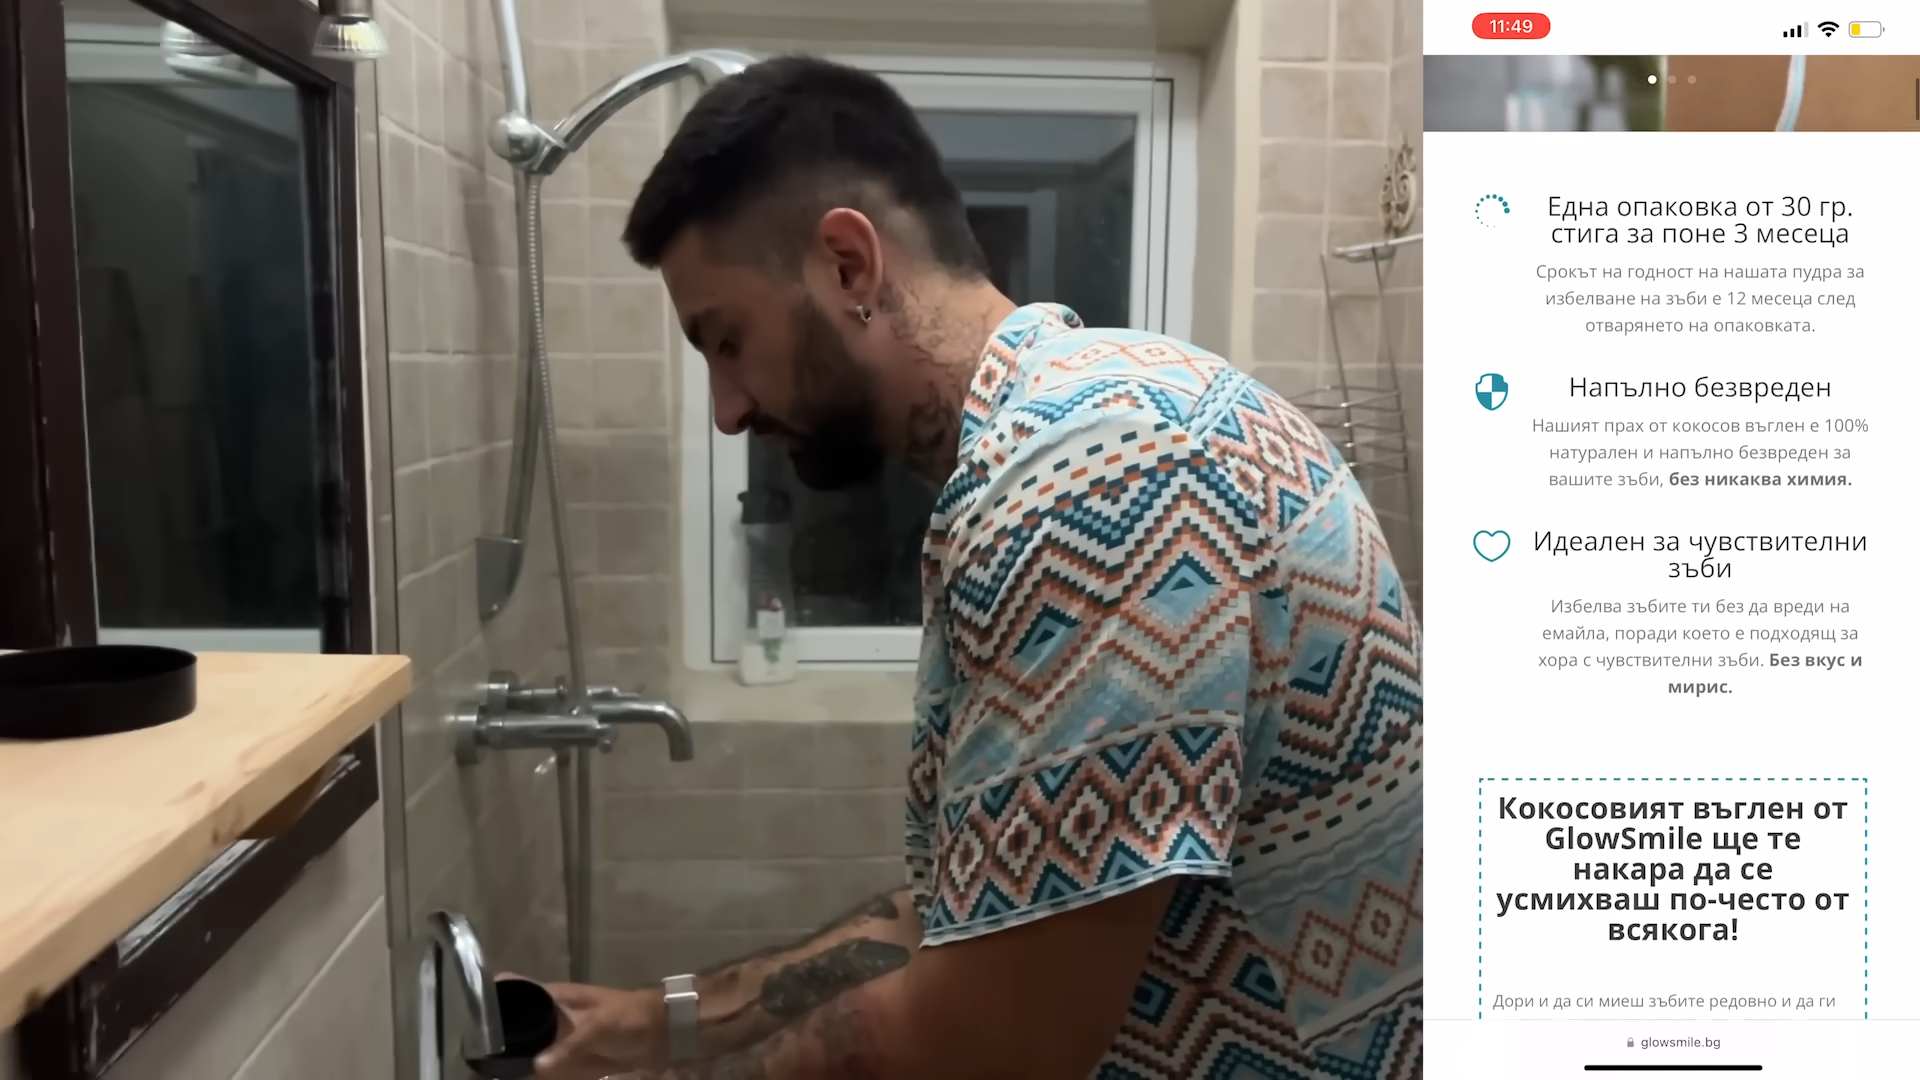 11:49
Една опаковка от 30 гр.
стига за поне 3 месеца
Срокът на годност на нашата пудра за
избелване на зъби е 12 месеца след
отварянето на опаковката.
Напълно безвреден
Нашият прах от кокосов въглен е 100%
натурален и напълно безвреден за
вашите зъби, без никаква химия.
Идеален за чувствителни
зъби
Избелва зъбите ти без да вреди на
емайла, поради което е подходящ за
хора с чувствителни зъби. Без вкус и
мирис.
Кокосовият въглен от
GlowSmile ще те
накара да се
усмихваш по-често от
всякога!
Дори и да си миеш зъбите редовно и да ги
glowsmile.bg